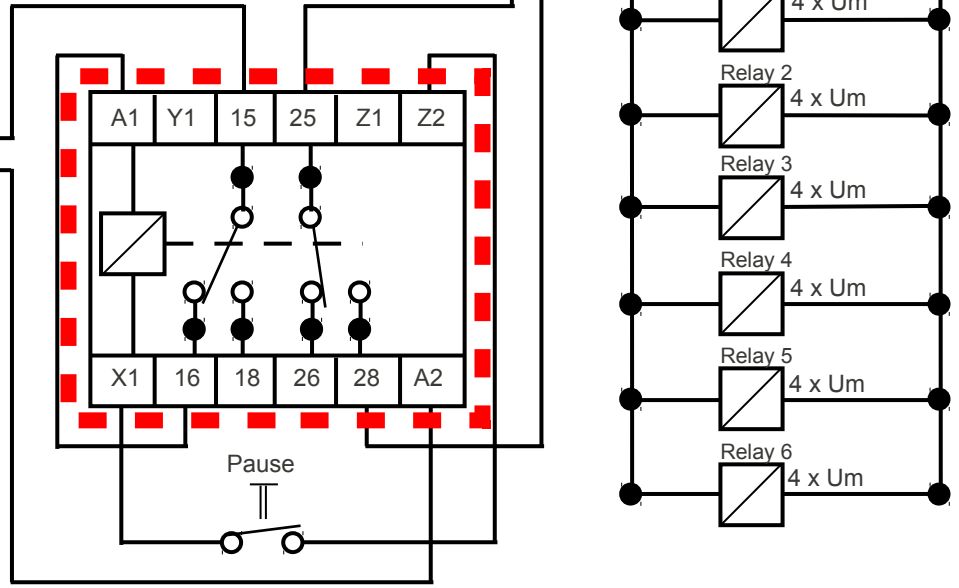 4 x Um
A1 Y1 15 25 Z1 Z2
X1 16 18 26 28 A2
Pause
Relay 2
4 x Um
Relay 3
4 x Um
Relay 4
4 x Um
Relay 5
4 x Um
Relay 6
4 x Um